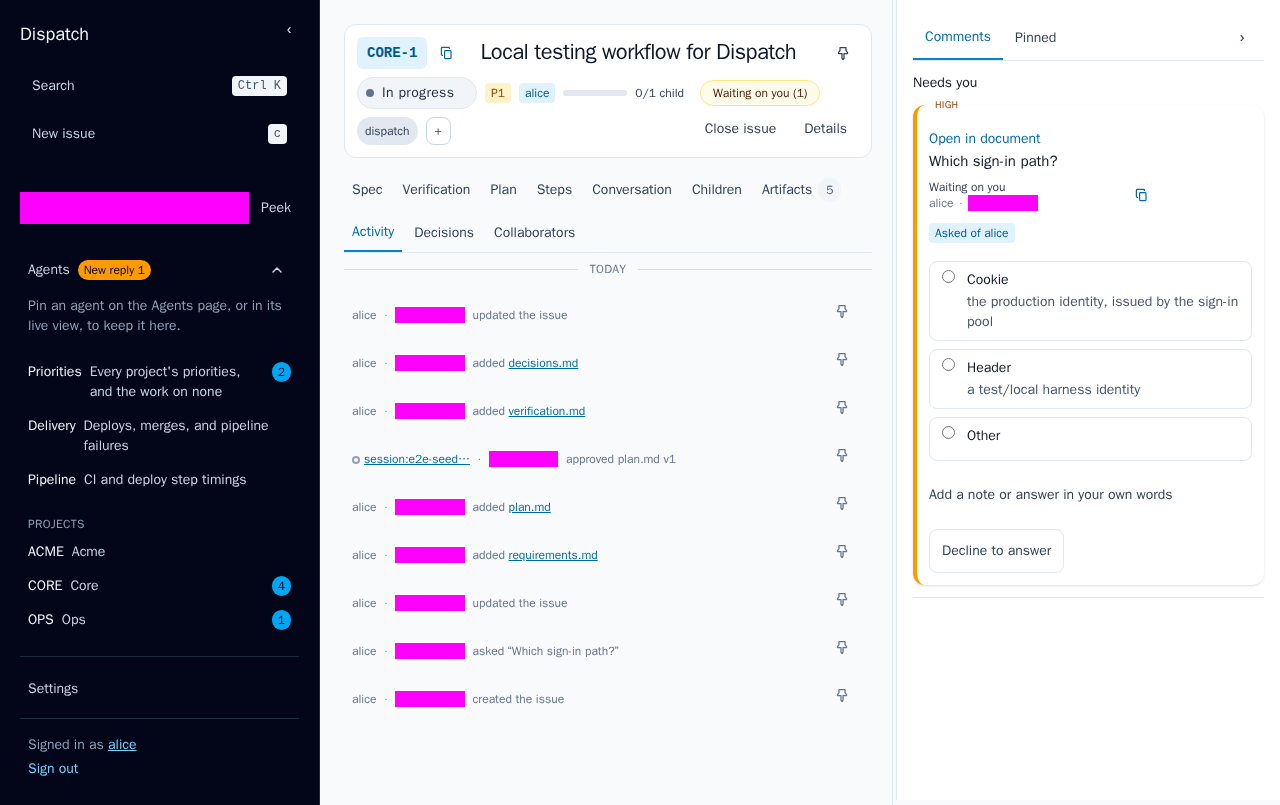 Dispatch
‹
Search
Ctrl K
New issue
C
Peek
Agents
New reply 1
Pin an agent on the Agents page, or in its
live view, to keep it here.
Priorities
Every project's priorities,
and the work on none
2
Delivery
Deploys, merges, and pipeline
failures
Pipeline
CI and deploy step timings
PROJECTS
ACME Acme
CORE Core
4
OPS Ops
1
Settings
Signed in as alice
Sign out
CORE-1
Local testing workflow for Dispatch
In progress
P1
alice
0/1 child
Waiting on you (1)
dispatch
+
Close issue
Details
Spec
Verification
Plan
Steps
Conversation
Children
Artifacts
5
Activity
Decisions
Collaborators
TODAY
alice · updated the issue
alice · added decisions.md
alice · added verification.md
session:e2e-seed… · approved plan.md v1
alice · added plan.md
alice · added requirements.md
alice · updated the issue
alice · asked “Which sign-in path?”
alice · created the issue
Comments
Pinned
›
Needs you
HIGH
Open in document
Which sign-in path?
Waiting on you
alice ·
Asked of alice
Cookie
the production identity, issued by the sign-in
pool
Header
a test/local harness identity
Other
Add a note or answer in your own words
Decline to answer